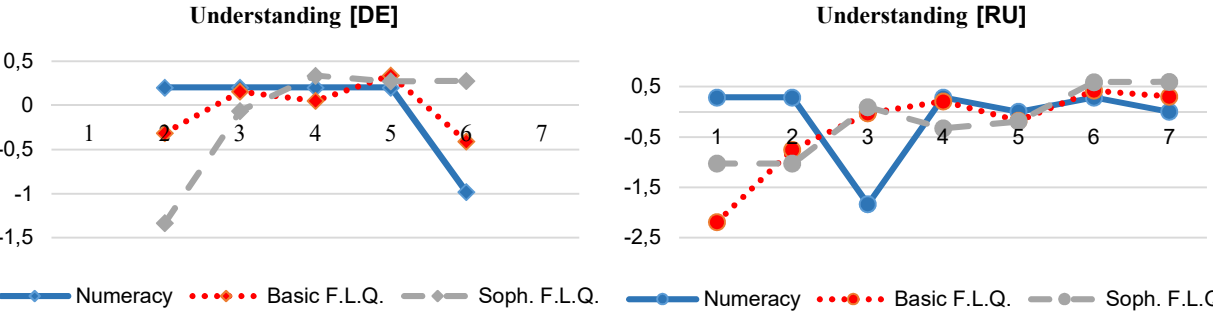 Understanding [DE]
0,5
0
-0,5
-1
-1,5
1 2 3 4 5 6 7
Numeracy Basic F.L.Q. Soph. F.L.Q.
Understanding [RU]
0,5
-0,5
-1,5
-2,5
1 2 3 4 5 6 7
Numeracy Basic F.L.Q. Soph. F.L.Q